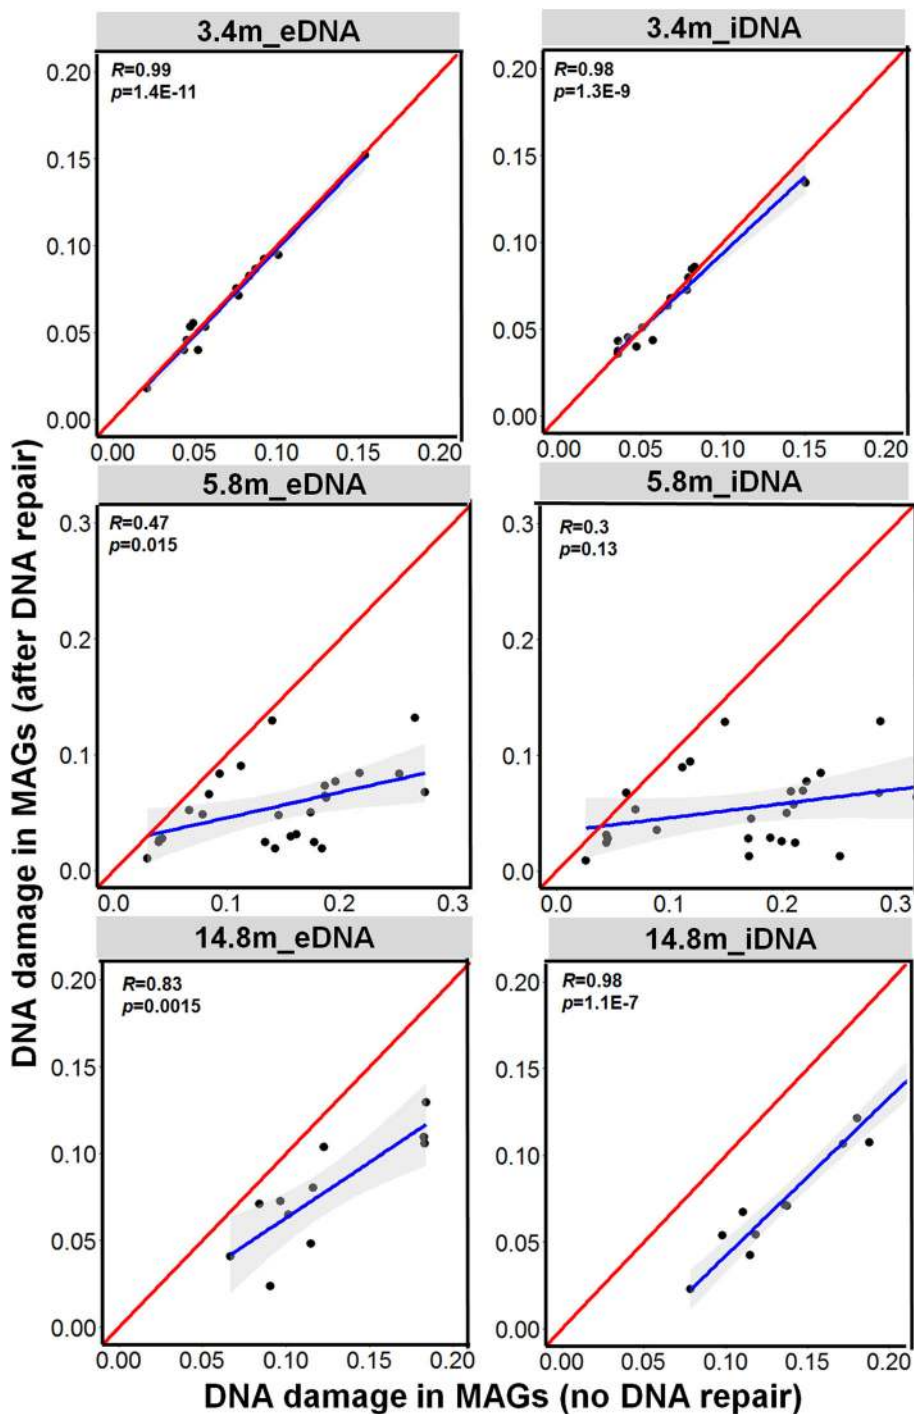 3.4m_eDNA
R=0.99
p=1.4E-11
0.20
0.15
0.10
0.05
0.00
0.00 0.05 0.10 0.15 0.20
3.4m_iDNA
R=0.98
p=1.3E-9
0.20
0.15
0.10
0.05
0.00
0.00 0.05 0.10 0.15 0.20
DNA damage in MAGs (after DNA repair)
5.8m_eDNA
R=0.47
p=0.015
0.3
0.2
0.1
0.0
0.0 0.1 0.2 0.3
5.8m_iDNA
R=0.3
p=0.13
0.3
0.2
0.1
0.0
0.0 0.1 0.2 0.3
14.8m_eDNA
R=0.83
p=0.0015
0.20
0.15
0.10
0.05
0.00
0.00 0.05 0.10 0.15 0.20
14.8m_iDNA
R=0.98
p=1.1E-7
0.20
0.15
0.10
0.05
0.00
0.00 0.05 0.10 0.15 0.20
DNA damage in MAGs (no DNA repair)